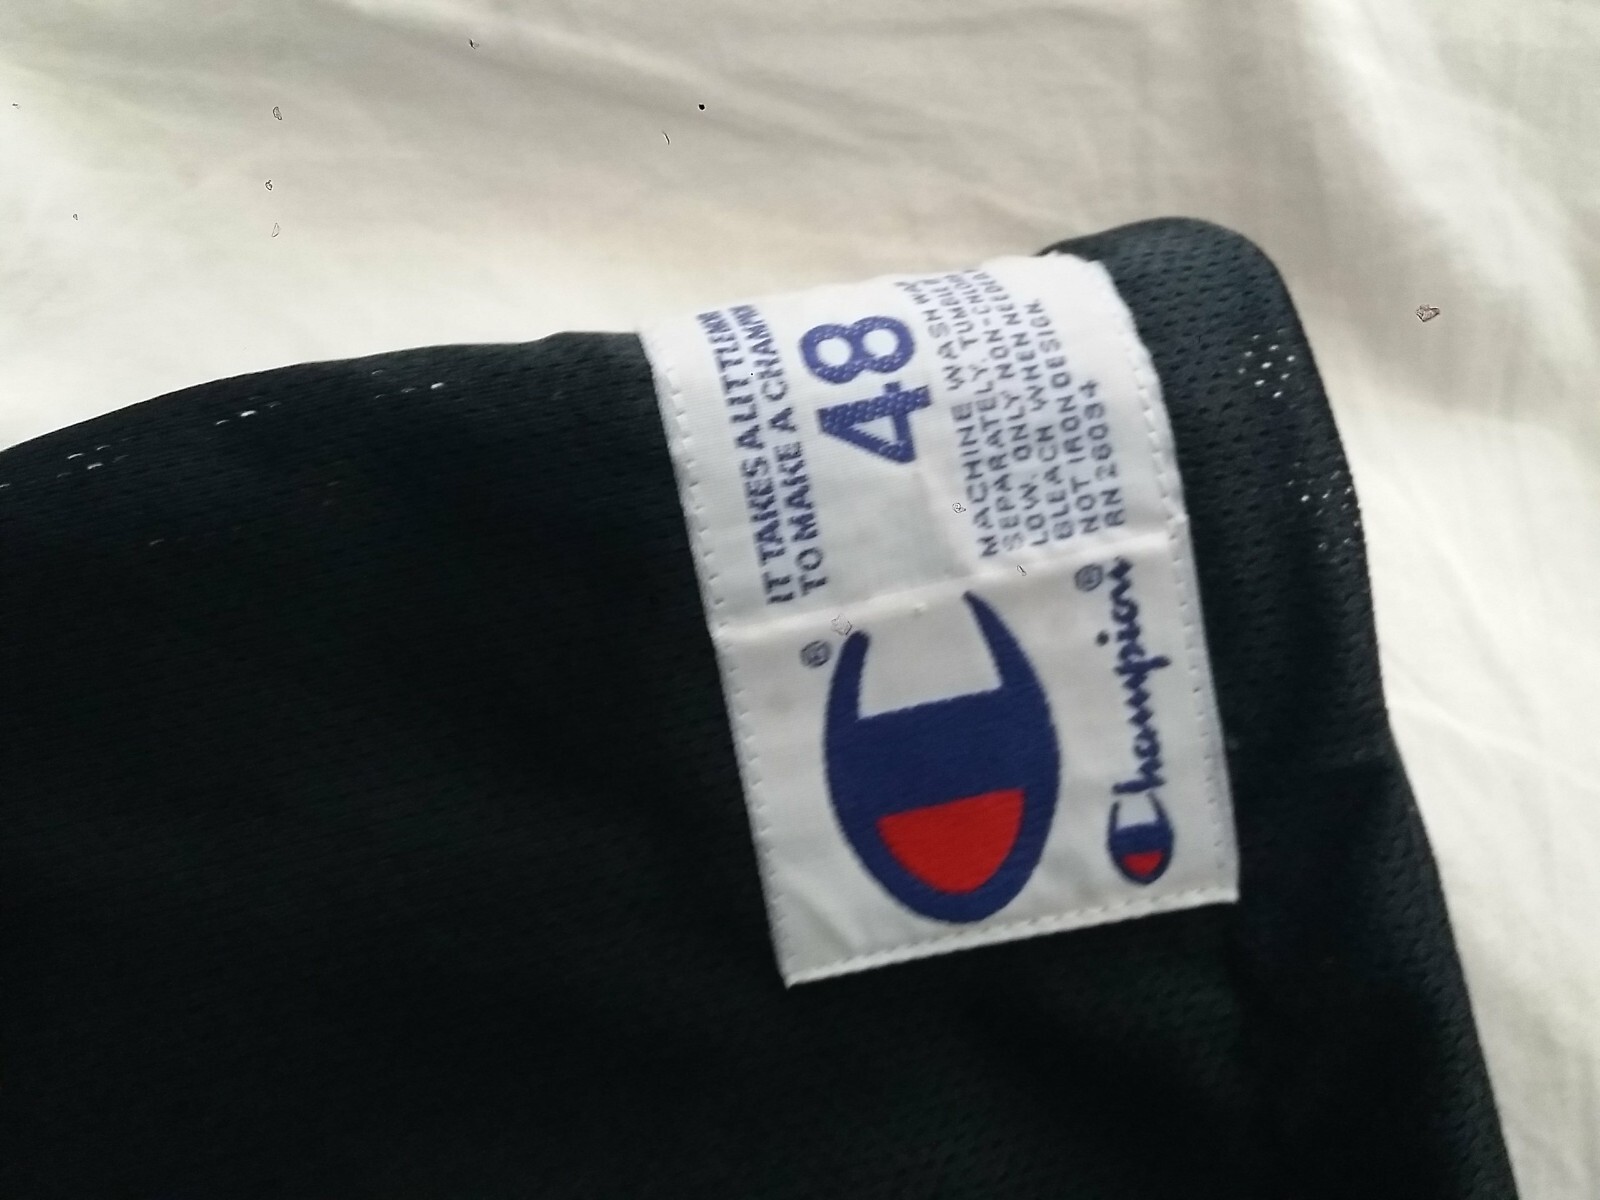 IT TAKES A LITTLE
TO MAKE A
48
MACHINE WASH
SEPARATELY. TUMBLE
LOW. ONLY NON-CHLOR
BLEACH WHEN NEEDED.
NOT IRON DESIGN.
RN 26094
®
Champion®